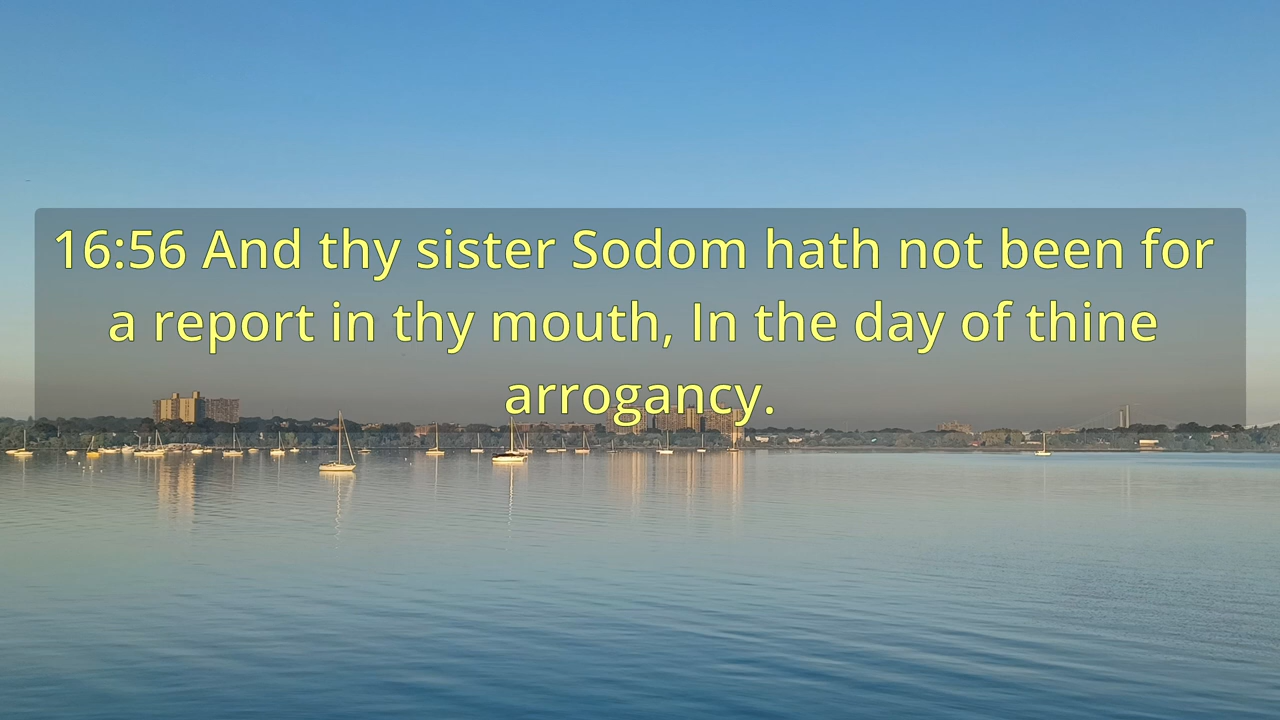 16:56 And thy sister Sodom hath not been for
a report in thy mouth, In the day of thine
arrogancy.